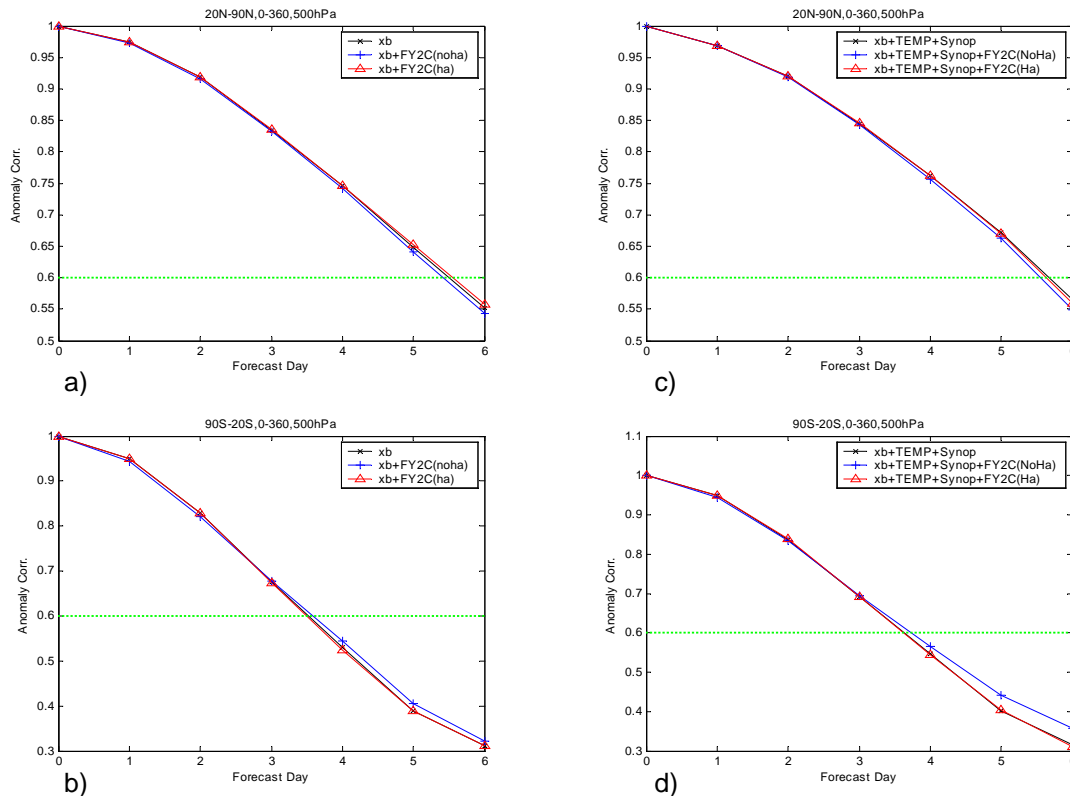 20N-90N,0-360,500hPa
1
0.95
0.9
0.85
0.8
0.75
0.7
0.65
0.6
0.55
0.5
Anomaly Corr.
xb
xb+FY2C(noha)
xb+FY2C(ha)
0 1 2 3 4 5 6
Forecast Day
a)
20N-90N,0-360,500hPa
1
0.95
0.9
0.85
0.8
0.75
0.7
0.65
0.6
0.55
0.5
Anomaly Corr.
xb+TEMP+Synop
xb+TEMP+Synop+FY2C(NoHa)
xb+TEMP+Synop+FY2C(Ha)
0 1 2 3 4 5
Forecast Day
c)
90S-20S,0-360,500hPa
1
0.9
0.8
0.7
0.6
0.5
0.4
0.3
Anomaly Corr.
xb
xb+FY2C(noha)
xb+FY2C(ha)
0 1 2 3 4 5 6
Forecast Day
b)
90S-20S,0-360,500hPa
1.1
1
0.9
0.8
0.7
0.6
0.5
0.4
0.3
Anomaly Corr.
xb+TEMP+Synop
xb+TEMP+Synop+FY2C(NoHa)
xb+TEMP+Synop+FY2C(Ha)
0 1 2 3 4 5
Forecast Day
d)